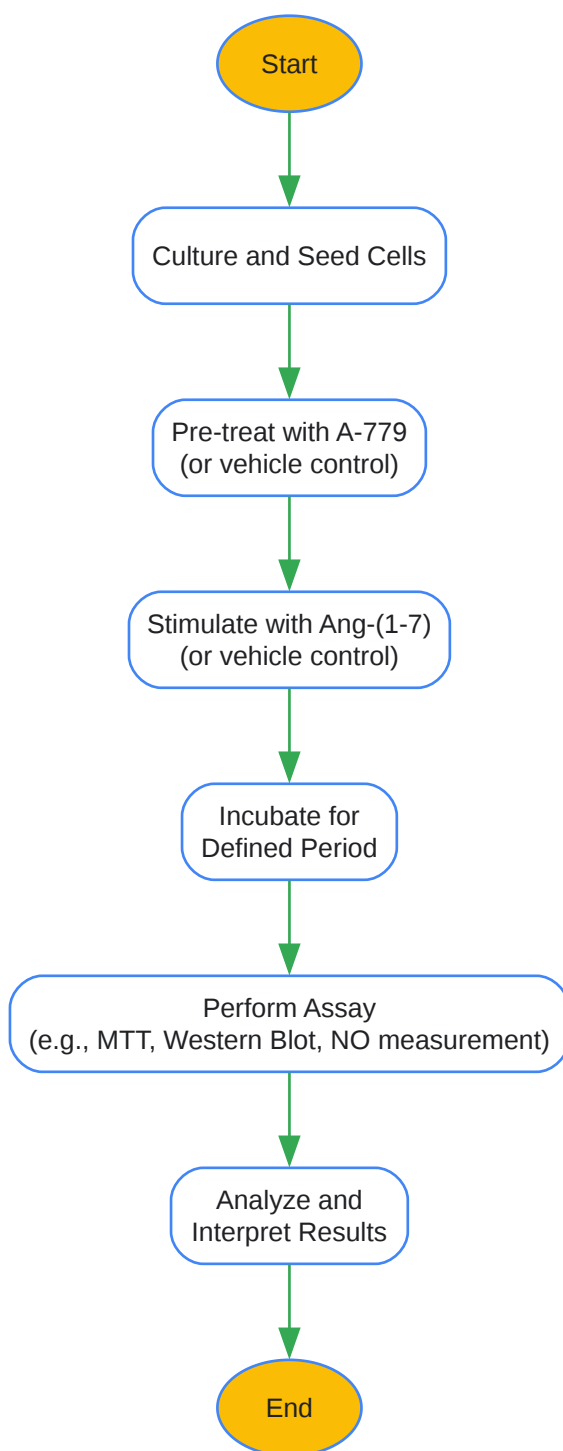 Start
Culture and Seed Cells
Pre-treat with A-779
(or vehicle control)
Stimulate with Ang-(1-7)
(or vehicle control)
Incubate for
Defined Period
Perform Assay
(e.g., MTT, Western Blot, NO measurement)
Analyze and
Interpret Results
End